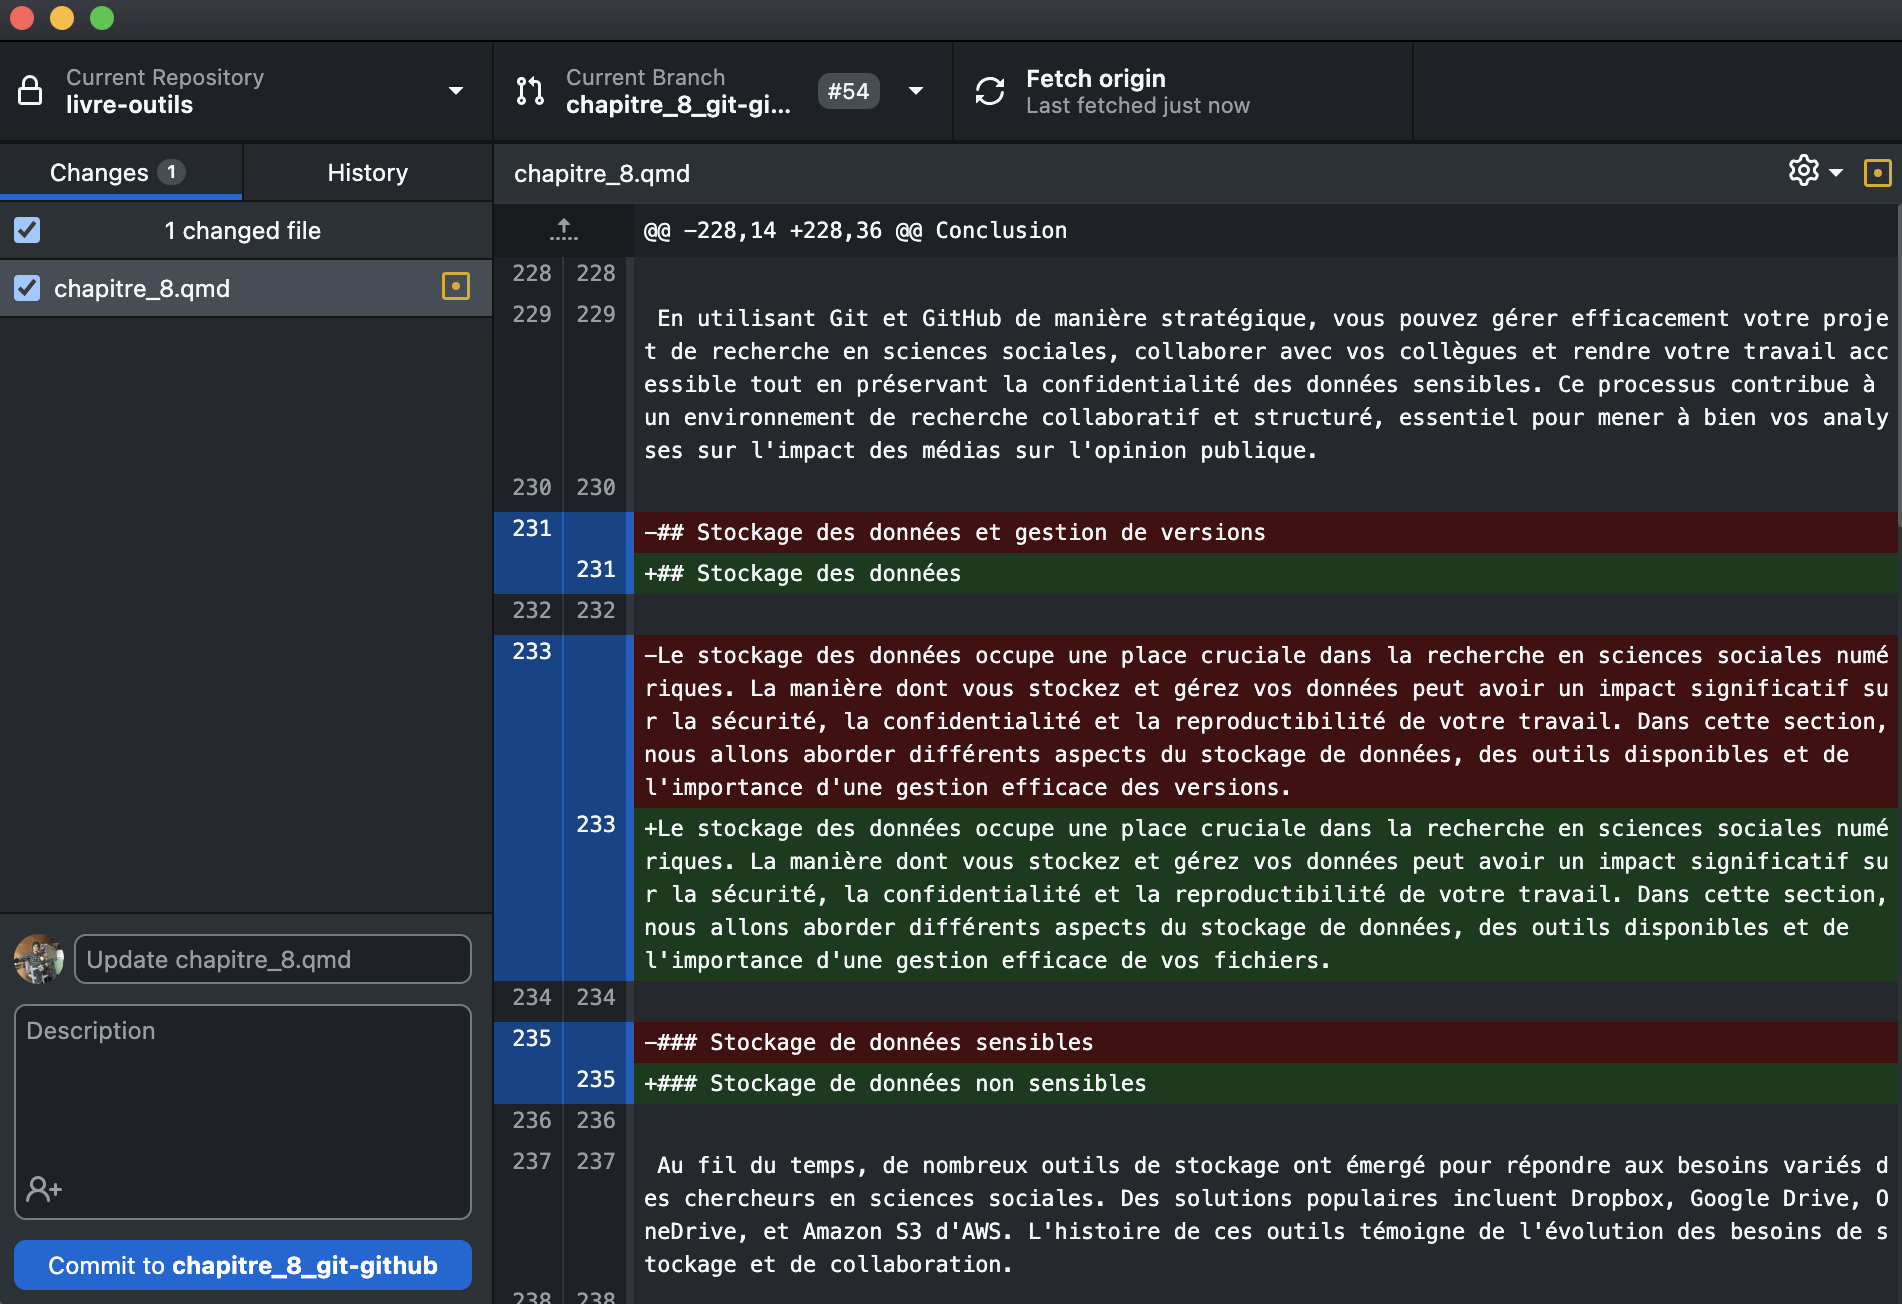 Current Repository
livre-outils
Current Branch
chapitre_8_git-gi...
#54
Fetch origin
Last fetched just now
Changes 1
History
chapitre_8.qmd
1 changed file
chapitre_8.qmd
@@ -228,14 +228,36 @@ Conclusion
228 228
229 229 En utilisant Git et GitHub de manière stratégique, vous pouvez gérer efficacement votre proje
t de recherche en sciences sociales, collaborer avec vos collègues et rendre votre travail acc
essible tout en préservant la confidentialité des données sensibles. Ce processus contribue à
un environnement de recherche collaboratif et structuré, essentiel pour mener à bien vos analy
ses sur l'impact des médias sur l'opinion publique.
230 230
231 -## Stockage des données et gestion de versions
231 +## Stockage des données
232 232
233 -Le stockage des données occupe une place cruciale dans la recherche en sciences sociales numé
riques. La manière dont vous stockez et gérez vos données peut avoir un impact significatif su
r la sécurité, la confidentialité et la reproductibilité de votre travail. Dans cette section,
nous allons aborder différents aspects du stockage de données, des outils disponibles et de
l'importance d'une gestion efficace des versions.
233 +Le stockage des données occupe une place cruciale dans la recherche en sciences sociales numé
riques. La manière dont vous stockez et gérez vos données peut avoir un impact significatif su
r la sécurité, la confidentialité et la reproductibilité de votre travail. Dans cette section,
nous allons aborder différents aspects du stockage de données, des outils disponibles et de
l'importance d'une gestion efficace de vos fichiers.
234 234
235 -### Stockage de données sensibles
235 +### Stockage de données non sensibles
236 236
237 237 Au fil du temps, de nombreux outils de stockage ont émergé pour répondre aux besoins variés d
es chercheurs en sciences sociales. Des solutions populaires incluent Dropbox, Google Drive, O
neDrive, et Amazon S3 d'AWS. L'histoire de ces outils témoigne de l'évolution des besoins de s
tockage et de collaboration.
238 238
Update chapitre_8.qmd
Description
Commit to chapitre_8_git-github